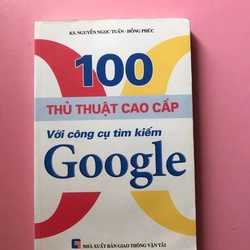 KS. NGUYỄN NGỌC TUẤN - HỒNG PHÚC
100
THỦ THUẬT CAO CẤP
Với công cụ tìm kiếm
Google
NHÀ XUẤT BẢN GIAO THÔNG VẬN TẢI